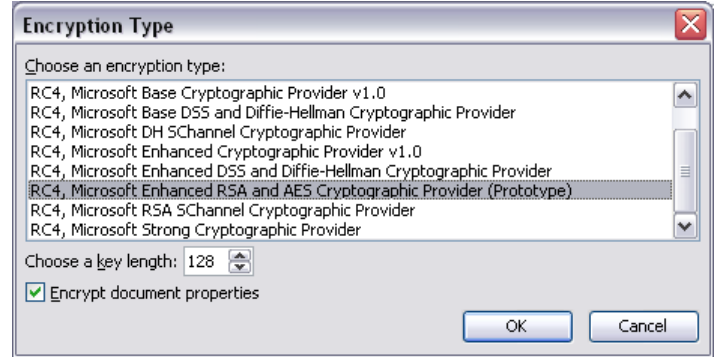 Encryption Type
Choose an encryption type:
RC4, Microsoft Base Cryptographic Provider v1.0
RC4, Microsoft Base DSS and Diffie-Hellman Cryptographic Provider
RC4, Microsoft DH SChannel Cryptographic Provider
RC4, Microsoft Enhanced Cryptographic Provider v1.0
RC4, Microsoft Enhanced DSS and Diffie-Hellman Cryptographic Provider
RC4, Microsoft Enhanced RSA and AES Cryptographic Provider (Prototype)
RC4, Microsoft RSA SChannel Cryptographic Provider
RC4, Microsoft Strong Cryptographic Provider
Choose a key length: 128
Encrypt document properties
OK Cancel